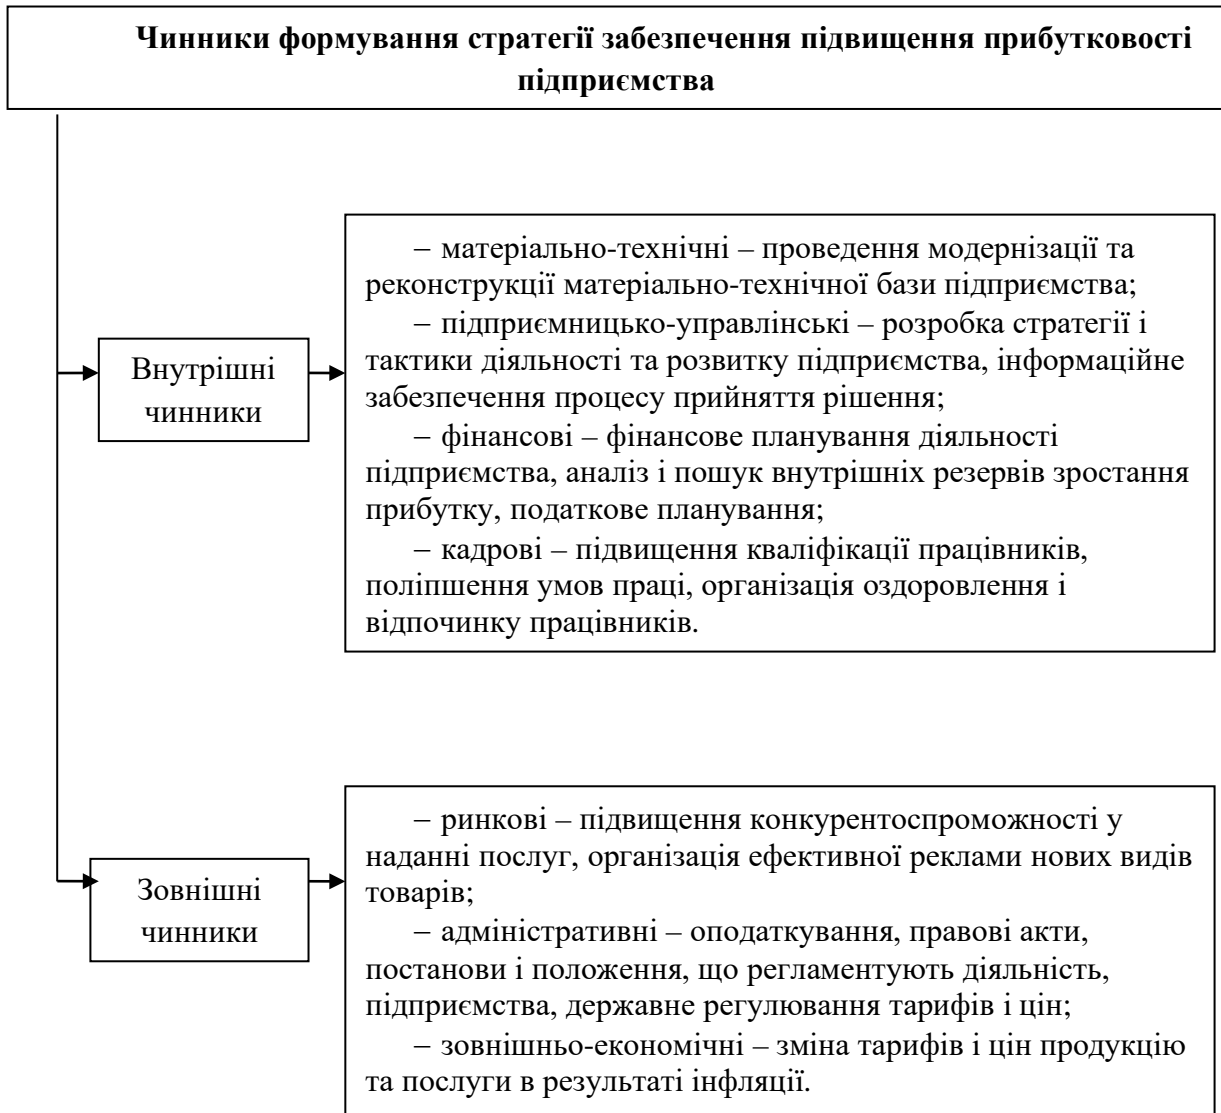 Чинники формування стратегії забезпечення підвищення прибутковості
підприємства
Внутрішні
чинники
– матеріально-технічні – проведення модернізації та
реконструкції матеріально-технічної бази підприємства;
– підприємницько-управлінські – розробка стратегії і
тактики діяльності та розвитку підприємства, інформаційне
забезпечення процесу прийняття рішення;
– фінансові – фінансове планування діяльності
підприємства, аналіз і пошук внутрішніх резервів зростання
прибутку, податкове планування;
– кадрові – підвищення кваліфікації працівників,
поліпшення умов праці, організація оздоровлення і
відпочинку працівників.
Зовнішні
чинники
– ринкові – підвищення конкурентоспроможності у
наданні послуг, організація ефективної реклами нових видів
товарів;
– адміністративні – оподаткування, правові акти,
постанови і положення, що регламентують діяльність,
підприємства, державне регулювання тарифів і цін;
– зовнішньо-економічні – зміна тарифів і цін продукцію
та послуги в результаті інфляції.